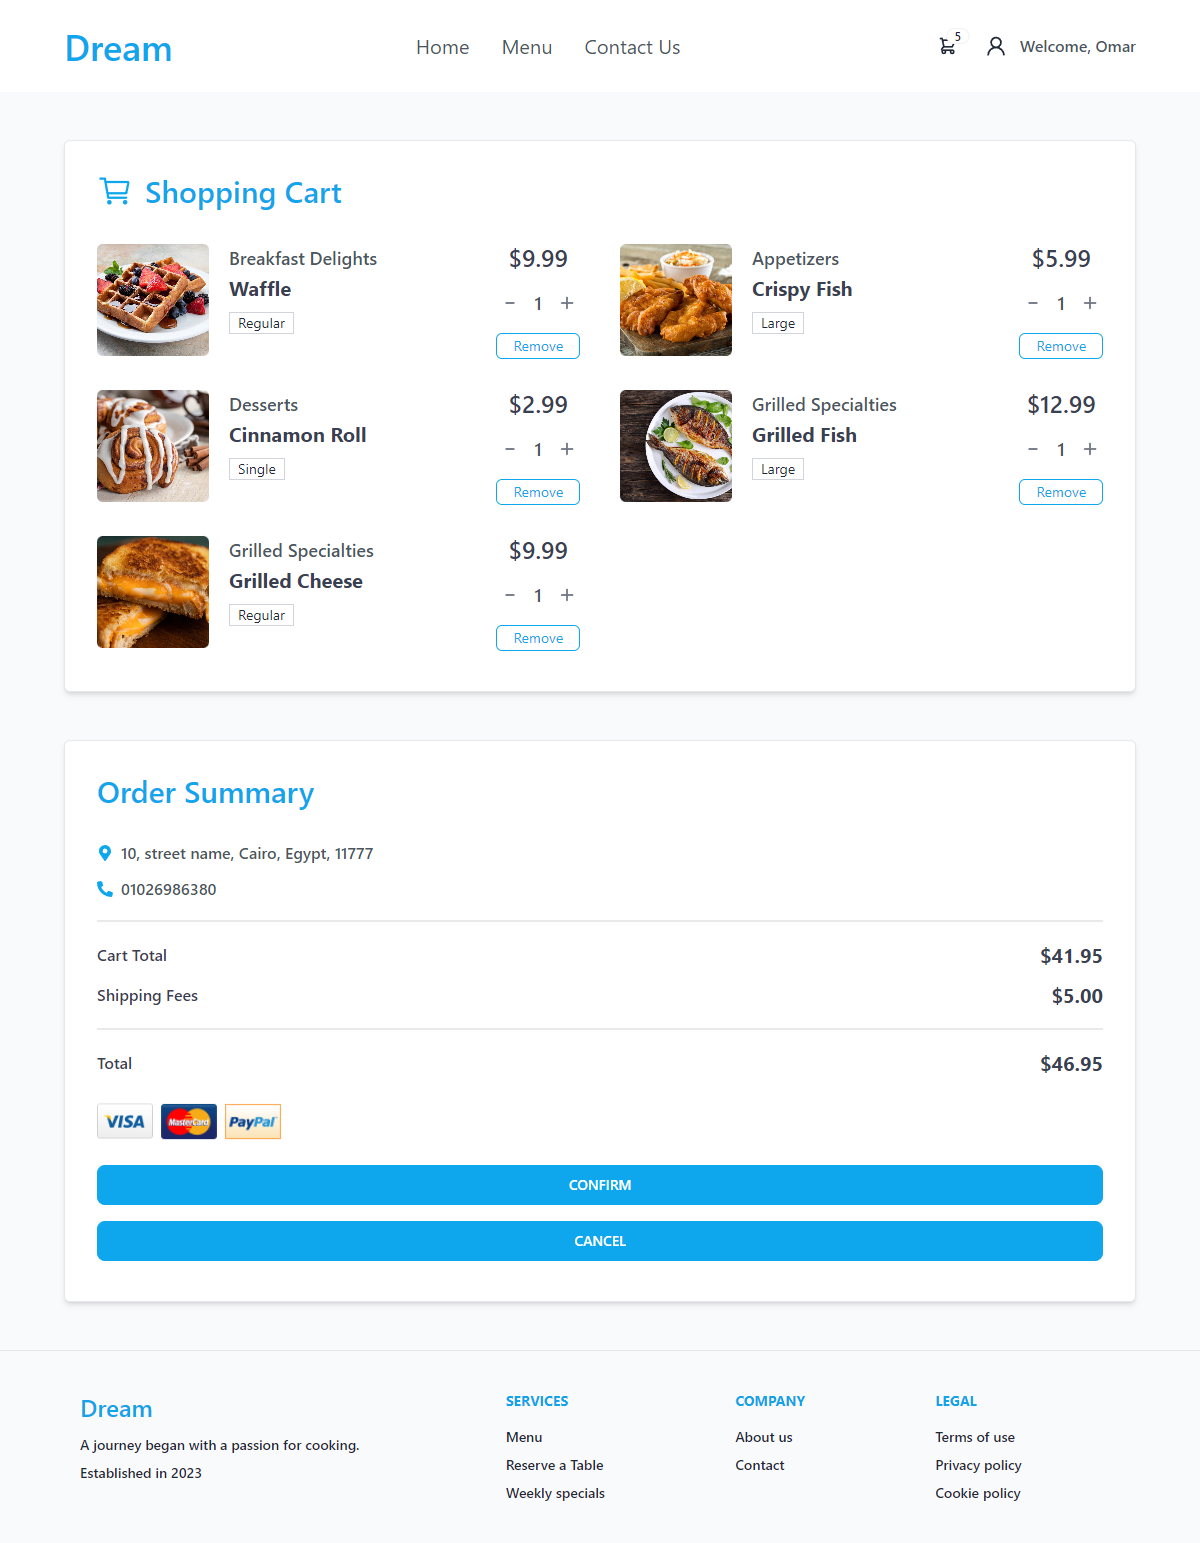 Dream
Home Menu Contact Us
5
Welcome, Omar
Shopping Cart
Breakfast Delights
Waffle
Regular
$9.99
− 1 +
Remove
Appetizers
Crispy Fish
Large
$5.99
− 1 +
Remove
Desserts
Cinnamon Roll
Single
$2.99
− 1 +
Remove
Grilled Specialties
Grilled Fish
Large
$12.99
− 1 +
Remove
Grilled Specialties
Grilled Cheese
Regular
$9.99
− 1 +
Remove
Order Summary
10, street name, Cairo, Egypt, 11777
01026986380
Cart Total $41.95
Shipping Fees $5.00
Total $46.95
VISA MasterCard PayPal
CONFIRM
CANCEL
Dream
A journey began with a passion for cooking.
Established in 2023
SERVICES
Menu
Reserve a Table
Weekly specials
COMPANY
About us
Contact
LEGAL
Terms of use
Privacy policy
Cookie policy